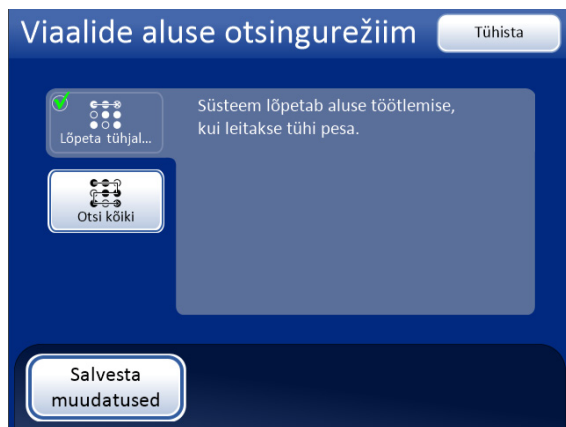 Viaalide aluse otsingurežiim
Tühista
Lõpeta tühjal...
Süsteem lõpetab aluse töötlemise,
kui leitakse tühi pesa.
Otsi kõiki
Salvesta
muudatused